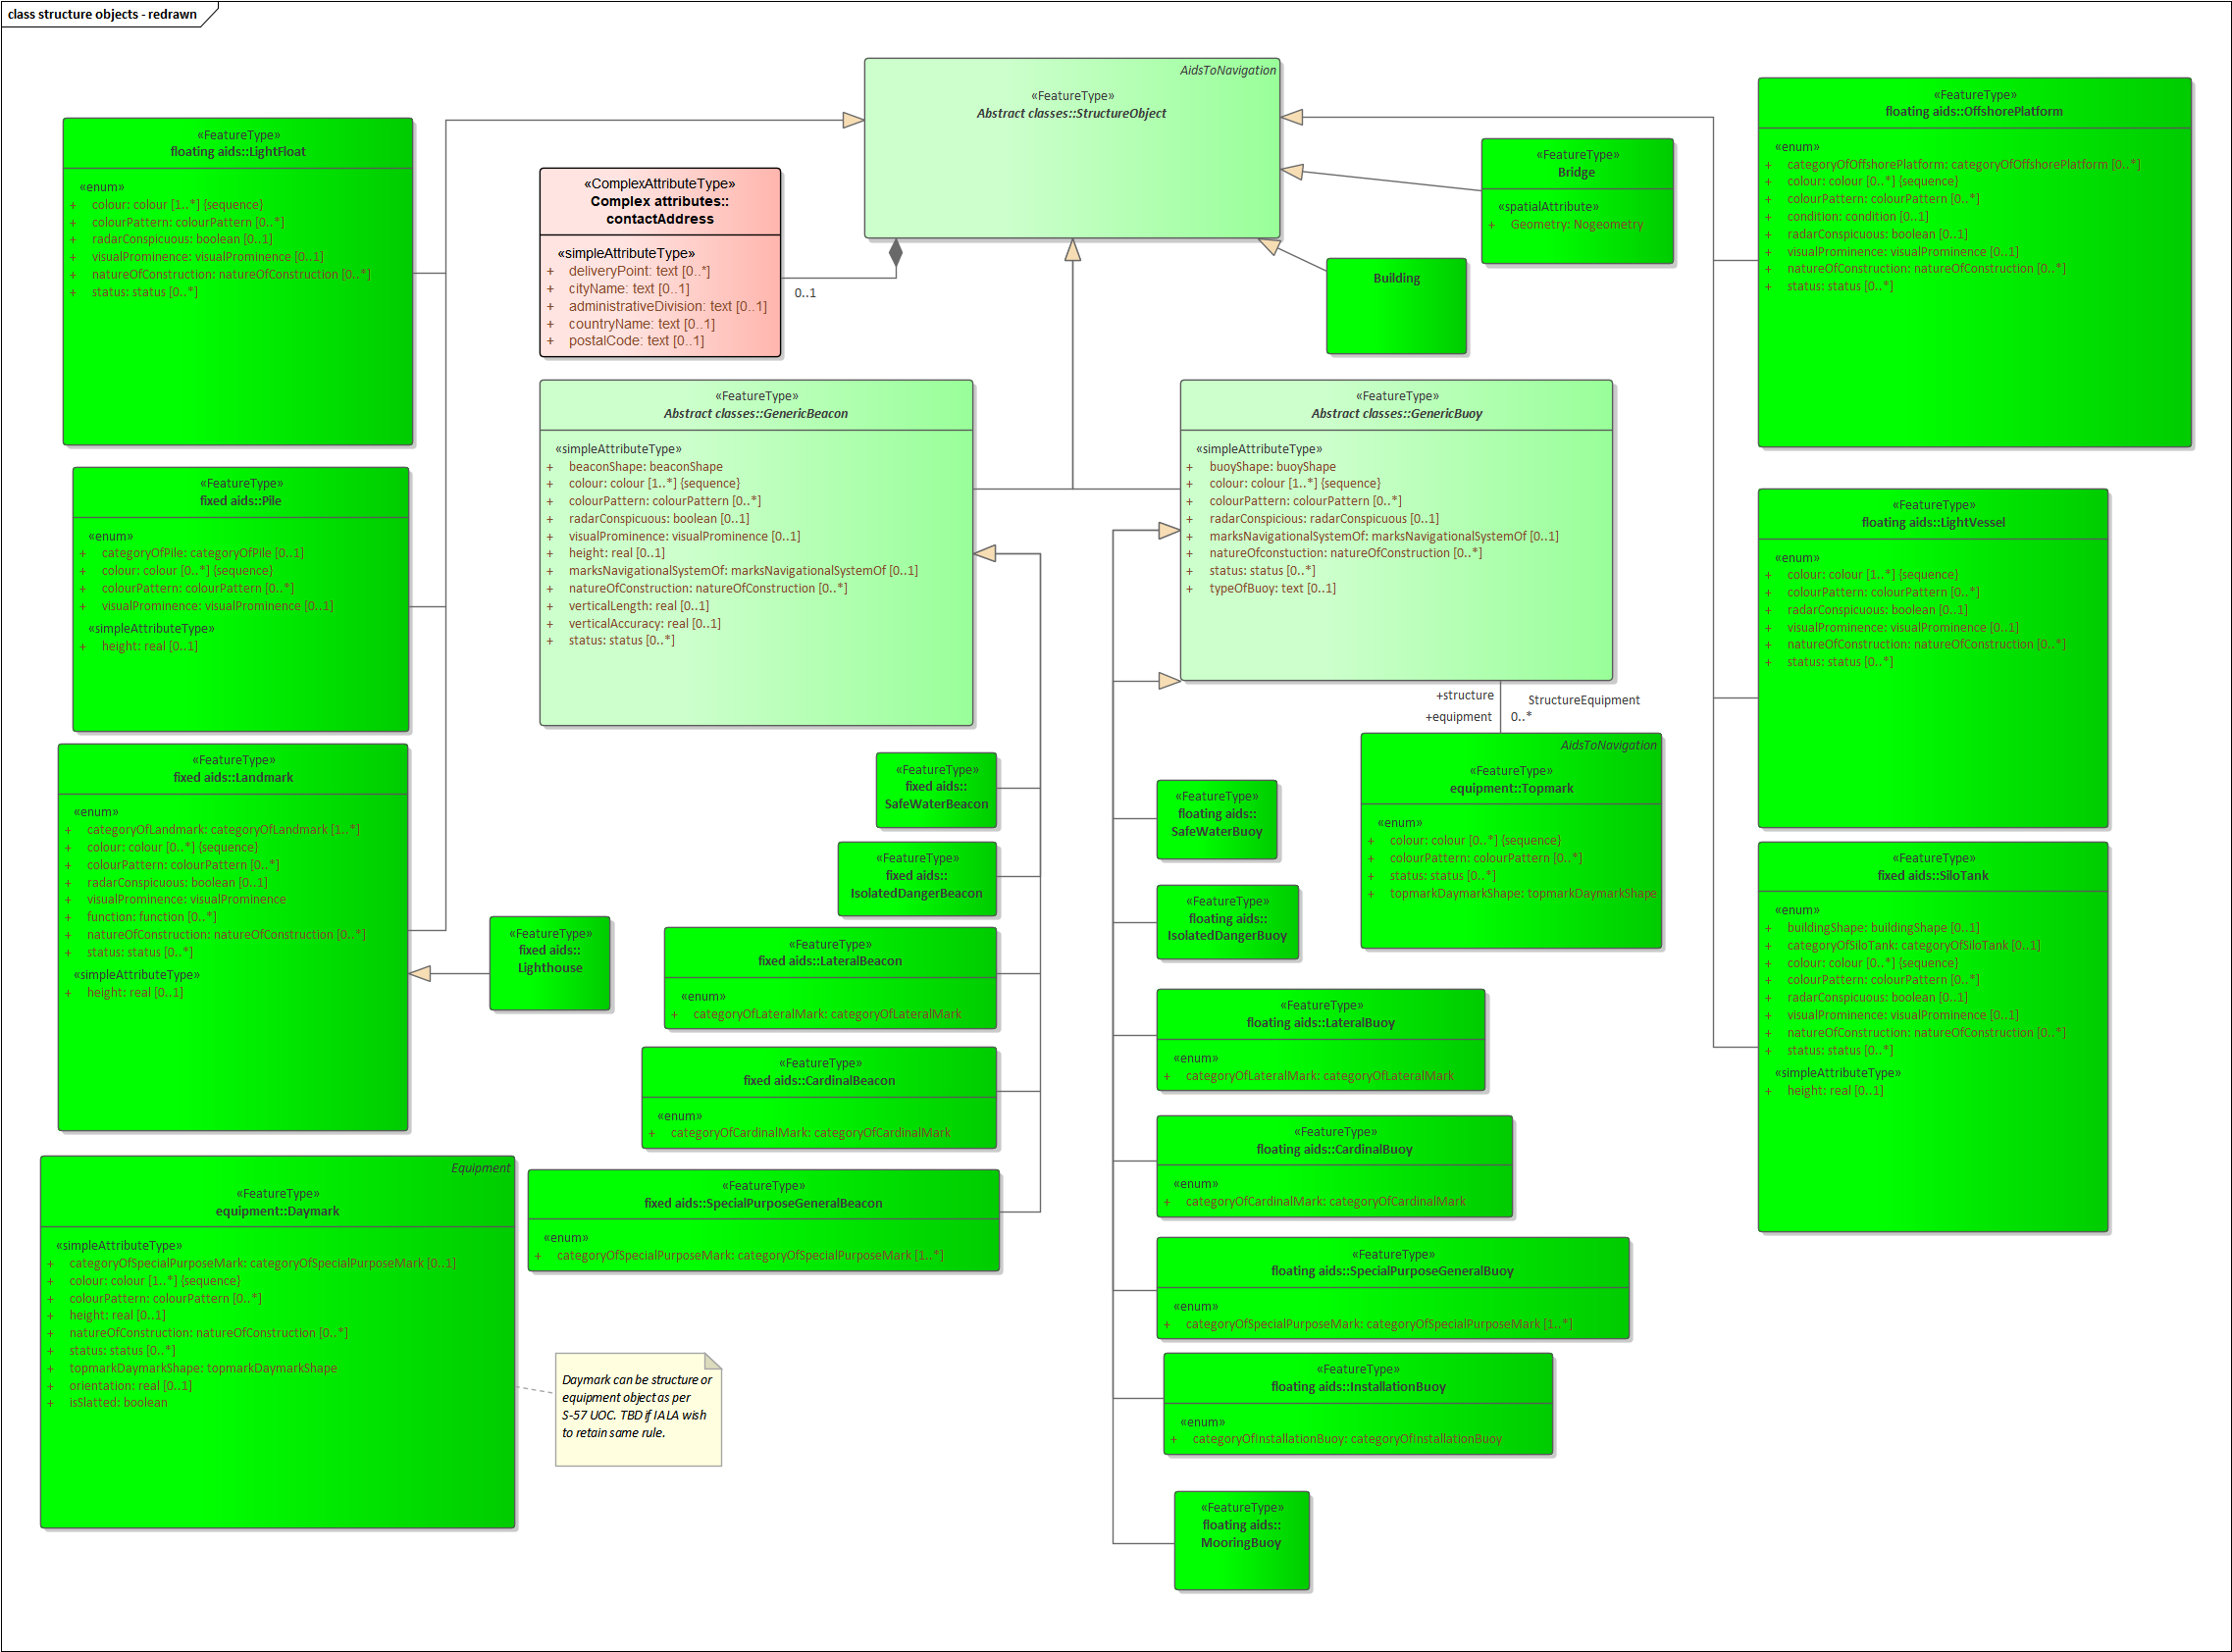 class structure objects - redrawn
AidsToNavigation
«FeatureType»
Abstract classes::StructureObject
«FeatureType»
floating aids::LightFloat
«enum»
+ colour: colour [1..*] {sequence}
+ colourPattern: colourPattern [0..*]
+ radarConspicuous: boolean [0..1]
+ visualProminence: visualProminence [0..1]
+ natureOfConstruction: natureOfConstruction [0..*]
+ status: status [0..*]
«ComplexAttributeType»
Complex attributes::
contactAddress
«simpleAttributeType»
+ deliveryPoint: text [0..*]
+ cityName: text [0..1]
+ administrativeDivision: text [0..1]
+ countryName: text [0..1]
+ postalCode: text [0..1]
0..1
«FeatureType»
Bridge
«spatialAttribute»
+ Geometry: Nogeometry
Building
«FeatureType»
floating aids::OffshorePlatform
«enum»
+ categoryOfOffshorePlatform: categoryOfOffshorePlatform [0..*]
+ colour: colour [0..*] {sequence}
+ colourPattern: colourPattern [0..*]
+ condition: condition [0..1]
+ radarConspicuous: boolean [0..1]
+ visualProminence: visualProminence [0..1]
+ natureOfConstruction: natureOfConstruction [0..*]
+ status: status [0..*]
«FeatureType»
Abstract classes::GenericBeacon
«simpleAttributeType»
+ beaconShape: beaconShape
+ colour: colour [1..*] {sequence}
+ colourPattern: colourPattern [0..*]
+ radarConspicuous: boolean [0..1]
+ visualProminence: visualProminence [0..1]
+ height: real [0..1]
+ marksNavigationalSystemOf: marksNavigationalSystemOf [0..1]
+ natureOfConstruction: natureOfConstruction [0..*]
+ verticalLength: real [0..1]
+ verticalAccuracy: real [0..1]
+ status: status [0..*]
«FeatureType»
Abstract classes::GenericBuoy
«simpleAttributeType»
+ buoyShape: buoyShape
+ colour: colour [1..*] {sequence}
+ colourPattern: colourPattern [0..*]
+ radarConspicious: radarConspicuous [0..1]
+ marksNavigationalSystemOf: marksNavigationalSystemOf [0..1]
+ natureOfconstuction: natureOfConstruction [0..*]
+ status: status [0..*]
+ typeOfBuoy: text [0..1]
+structure
StructureEquipment
+equipment
0..*
«FeatureType»
fixed aids::Pile
«enum»
+ categoryOfPile: categoryOfPile [0..1]
+ colour: colour [0..*] {sequence}
+ colourPattern: colourPattern [0..*]
+ visualProminence: visualProminence [0..1]
«simpleAttributeType»
+ height: real [0..1]
«FeatureType»
floating aids::LightVessel
«enum»
+ colour: colour [1..*] {sequence}
+ colourPattern: colourPattern [0..*]
+ radarConspicuous: boolean [0..1]
+ visualProminence: visualProminence [0..1]
+ natureOfConstruction: natureOfConstruction [0..*]
+ status: status [0..*]
«FeatureType»
fixed aids::Landmark
«enum»
+ categoryOfLandmark: categoryOfLandmark [1..*]
+ colour: colour [0..*] {sequence}
+ colourPattern: colourPattern [0..*]
+ radarConspicuous: boolean [0..1]
+ visualProminence: visualProminence
+ function: function [0..*]
+ natureOfConstruction: natureOfConstruction [0..*]
+ status: status [0..*]
«simpleAttributeType»
+ height: real [0..1]
«FeatureType»
fixed aids::
Lighthouse
«FeatureType»
fixed aids::
SafeWaterBeacon
«FeatureType»
fixed aids::
IsolatedDangerBeacon
«FeatureType»
fixed aids::LateralBeacon
«enum»
+ categoryOfLateralMark: categoryOfLateralMark
«FeatureType»
fixed aids::CardinalBeacon
«enum»
+ categoryOfCardinalMark: categoryOfCardinalMark
«FeatureType»
fixed aids::SpecialPurposeGeneralBeacon
«enum»
+ categoryOfSpecialPurposeMark: categoryOfSpecialPurposeMark [1..*]
«FeatureType»
floating aids::
SafeWaterBuoy
AidsToNavigation
«FeatureType»
equipment::Topmark
«enum»
+ colour: colour [0..*] {sequence}
+ colourPattern: colourPattern [0..*]
+ status: status [0..*]
+ topmarkDaymarkShape: topmarkDaymarkShape
«FeatureType»
floating aids::
IsolatedDangerBuoy
«FeatureType»
floating aids::LateralBuoy
«enum»
+ categoryOfLateralMark: categoryOfLateralMark
«FeatureType»
floating aids::CardinalBuoy
«enum»
+ categoryOfCardinalMark: categoryOfCardinalMark
«FeatureType»
floating aids::SpecialPurposeGeneralBuoy
«enum»
+ categoryOfSpecialPurposeMark: categoryOfSpecialPurposeMark [1..*]
«FeatureType»
floating aids::InstallationBuoy
«enum»
+ categoryOfInstallationBuoy: categoryOfInstallationBuoy
«FeatureType»
floating aids::
MooringBuoy
«FeatureType»
fixed aids::SiloTank
«enum»
+ buildingShape: buildingShape [0..1]
+ categoryOfSiloTank: categoryOfSiloTank [0..1]
+ colour: colour [0..*] {sequence}
+ colourPattern: colourPattern [0..*]
+ radarConspicuous: boolean [0..1]
+ visualProminence: visualProminence [0..1]
+ natureOfConstruction: natureOfConstruction [0..*]
+ status: status [0..*]
«simpleAttributeType»
+ height: real [0..1]
Equipment
«FeatureType»
equipment::Daymark
«simpleAttributeType»
+ categoryOfSpecialPurposeMark: categoryOfSpecialPurposeMark [0..1]
+ colour: colour [1..*] {sequence}
+ colourPattern: colourPattern [0..*]
+ height: real [0..1]
+ natureOfConstruction: natureOfConstruction [0..*]
+ status: status [0..*]
+ topmarkDaymarkShape: topmarkDaymarkShape
+ orientation: real [0..1]
+ isSlatted: boolean
Daymark can be structure or
equipment object as per
S-57 UOC. TBD if IALA wish
to retain same rule.